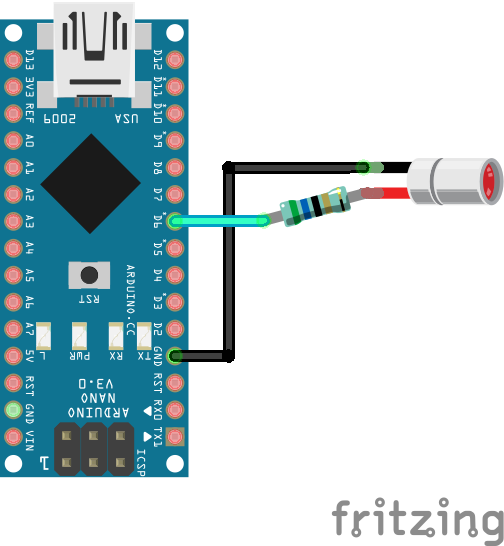 USA
2009
D13
3V3
REF
A0
A1
A2
A3
A4
A5
A6
A7
5V
RST
GND
VIN
D12
D11*
D10*
D9*
D8
D7
D6*
D5*
D4
D3*
D2
GND
RST
RX0
TX1
RST
ARDUINO.CC
L
PWR
RX
TX
ARDUINO
NANO
V3.0
1
ICSP
fritzing